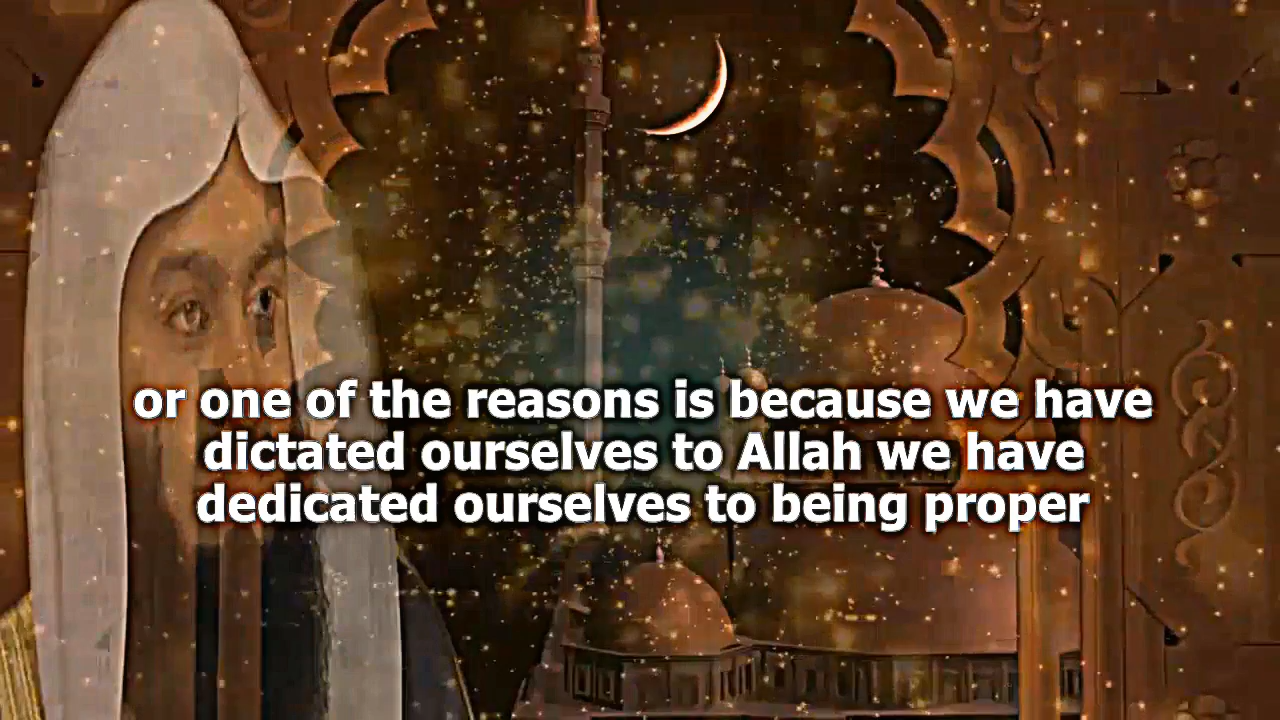 or one of the reasons is because we have
dictated ourselves to Allah we have
dedicated ourselves to being proper